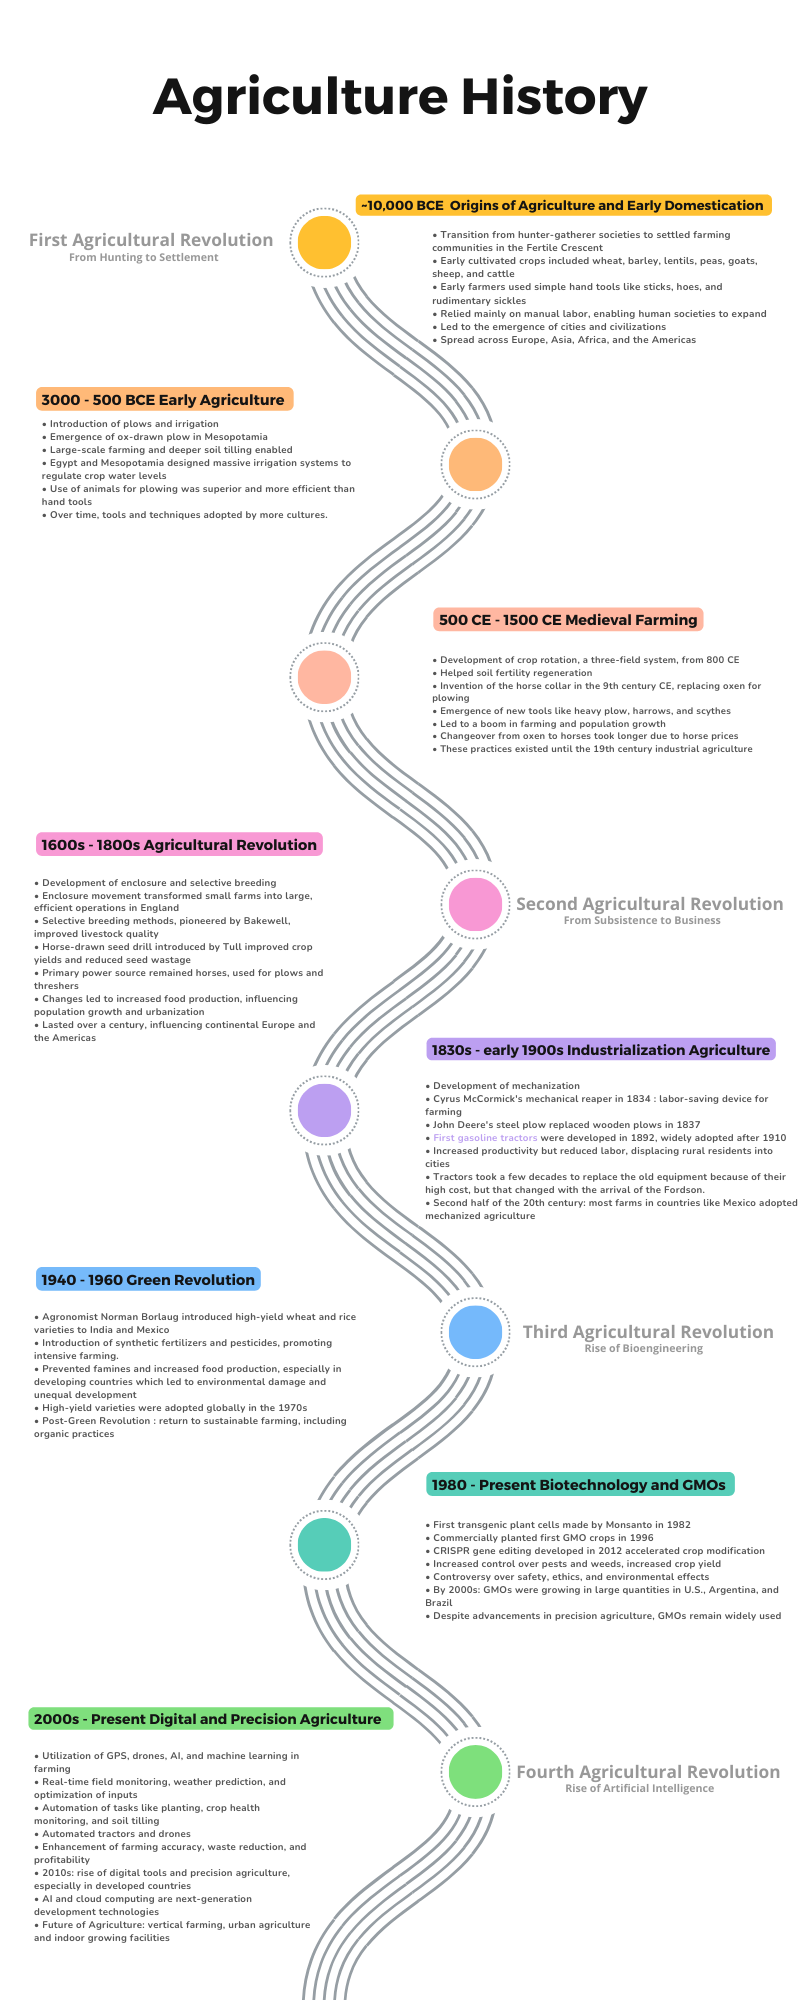 Agriculture History
~10,000 BCE  Origins of Agriculture and Early Domestication
First Agricultural Revolution
From Hunting to Settlement
• Transition from hunter-gatherer societies to settled farming
communities in the Fertile Crescent
• Early cultivated crops included wheat, barley, lentils, peas, goats,
sheep, and cattle
• Early farmers used simple hand tools like sticks, hoes, and
rudimentary sickles
• Relied mainly on manual labor, enabling human societies to expand
• Led to the emergence of cities and civilizations
• Spread across Europe, Asia, Africa, and the Americas
3000 - 500 BCE Early Agriculture
• Introduction of plows and irrigation
• Emergence of ox-drawn plow in Mesopotamia
• Large-scale farming and deeper soil tilling enabled
• Egypt and Mesopotamia designed massive irrigation systems to
regulate crop water levels
• Use of animals for plowing was superior and more efficient than
hand tools
• Over time, tools and techniques adopted by more cultures.
500 CE - 1500 CE Medieval Farming
• Development of crop rotation, a three-field system, from 800 CE
• Helped soil fertility regeneration
• Invention of the horse collar in the 9th century CE, replacing oxen for
plowing
• Emergence of new tools like heavy plow, harrows, and scythes
• Led to a boom in farming and population growth
• Changeover from oxen to horses took longer due to horse prices
• These practices existed until the 19th century industrial agriculture
1600s - 1800s Agricultural Revolution
• Development of enclosure and selective breeding
• Enclosure movement transformed small farms into large,
efficient operations in England
• Selective breeding methods, pioneered by Bakewell,
improved livestock quality
• Horse-drawn seed drill introduced by Tull improved crop
yields and reduced seed wastage
• Primary power source remained horses, used for plows and
threshers
• Changes led to increased food production, influencing
population growth and urbanization
• Lasted over a century, influencing continental Europe and
the Americas
Second Agricultural Revolution
From Subsistence to Business
1830s - early 1900s Industrialization Agriculture
• Development of mechanization
• Cyrus McCormick's mechanical reaper in 1834 : labor-saving device for
farming
• John Deere's steel plow replaced wooden plows in 1837
• First gasoline tractors were developed in 1892, widely adopted after 1910
• Increased productivity but reduced labor, displacing rural residents into
cities
• Tractors took a few decades to replace the old equipment because of their
high cost, but that changed with the arrival of the Fordson.
• Second half of the 20th century: most farms in countries like Mexico adopted
mechanized agriculture
1940 - 1960 Green Revolution
• Agronomist Norman Borlaug introduced high-yield wheat and rice
varieties to India and Mexico
• Introduction of synthetic fertilizers and pesticides, promoting
intensive farming.
• Prevented famines and increased food production, especially in
developing countries which led to environmental damage and
unequal development
• High-yield varieties were adopted globally in the 1970s
• Post-Green Revolution : return to sustainable farming, including
organic practices
Third Agricultural Revolution
Rise of Bioengineering
1980 - Present Biotechnology and GMOs
• First transgenic plant cells made by Monsanto in 1982
• Commercially planted first GMO crops in 1996
• CRISPR gene editing developed in 2012 accelerated crop modification
• Increased control over pests and weeds, increased crop yield
• Controversy over safety, ethics, and environmental effects
• By 2000s: GMOs were growing in large quantities in U.S., Argentina, and
Brazil
• Despite advancements in precision agriculture, GMOs remain widely used
2000s - Present Digital and Precision Agriculture
• Utilization of GPS, drones, AI, and machine learning in
farming
• Real-time field monitoring, weather prediction, and
optimization of inputs
• Automation of tasks like planting, crop health
monitoring, and soil tilling
• Automated tractors and drones
• Enhancement of farming accuracy, waste reduction, and
profitability
• 2010s: rise of digital tools and precision agriculture,
especially in developed countries
• AI and cloud computing are next-generation
development technologies
• Future of Agriculture: vertical farming, urban agriculture
and indoor growing facilities
Fourth Agricultural Revolution
Rise of Artificial Intelligence